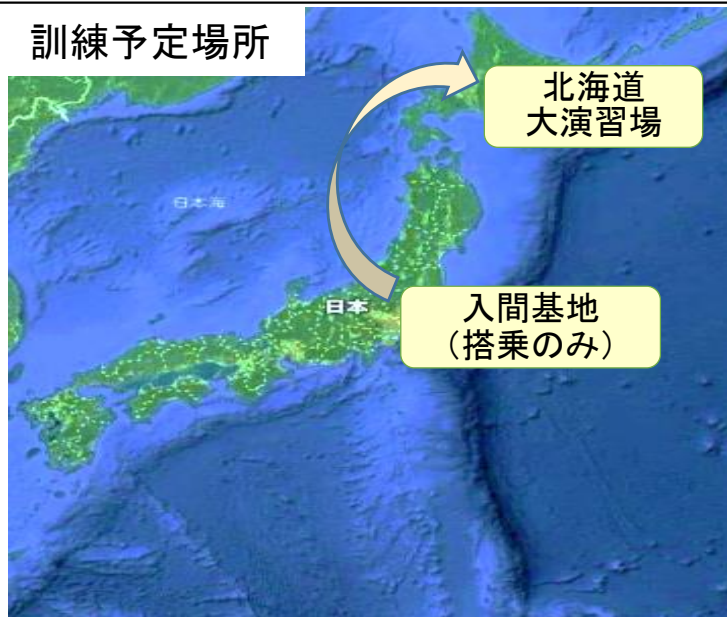 訓練予定場所
北海道
大演習場
日本海
日本
入間基地
（搭乗のみ）